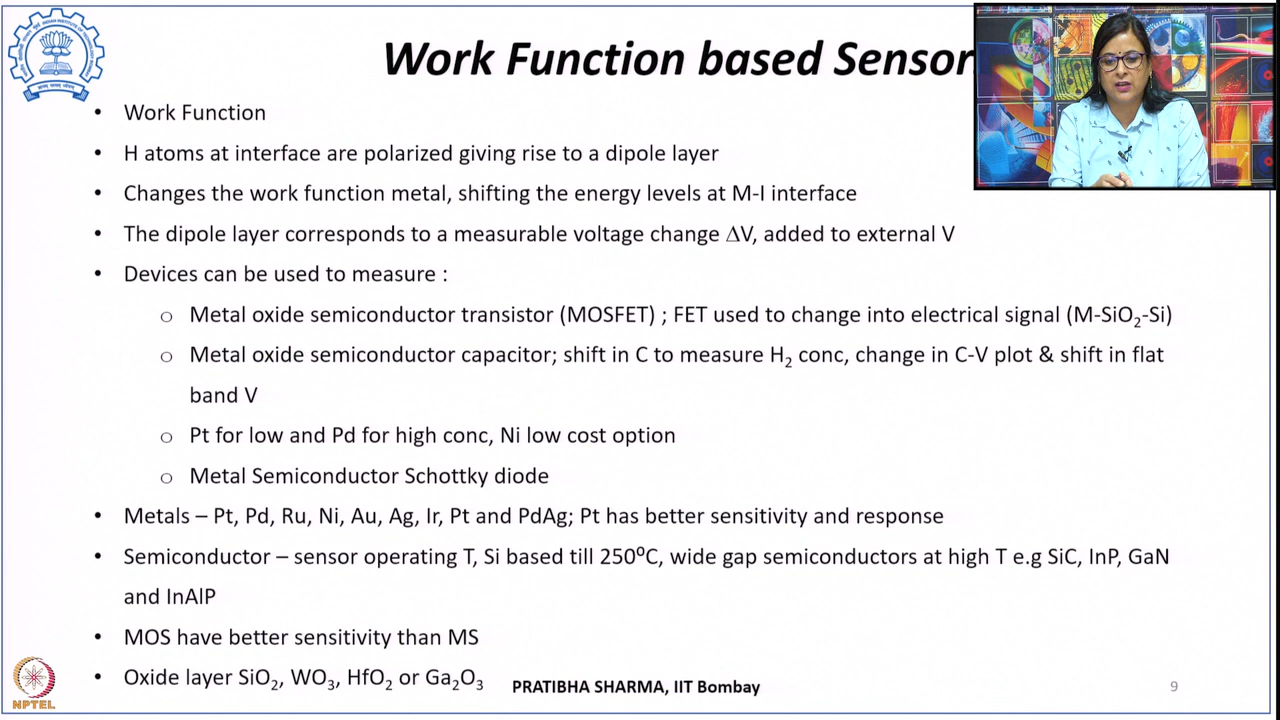 Work Function based Sensor
• Work Function
• H atoms at interface are polarized giving rise to a dipole layer
• Changes the work function metal, shifting the energy levels at M-I interface
• The dipole layer corresponds to a measurable voltage change ΔV, added to external V
• Devices can be used to measure :
o Metal oxide semiconductor transistor (MOSFET) ; FET used to change into electrical signal (M-SiO₂-Si)
o Metal oxide semiconductor capacitor; shift in C to measure H₂ conc, change in C-V plot & shift in flat
band V
o Pt for low and Pd for high conc, Ni low cost option
o Metal Semiconductor Schottky diode
• Metals – Pt, Pd, Ru, Ni, Au, Ag, Ir, Pt and PdAg; Pt has better sensitivity and response
• Semiconductor – sensor operating T, Si based till 250⁰C, wide gap semiconductors at high T e.g SiC, InP, GaN
and InAlP
• MOS have better sensitivity than MS
• Oxide layer SiO₂, WO₃, HfO₂ or Ga₂O₃
PRATIBHA SHARMA, IIT Bombay
9
NPTEL